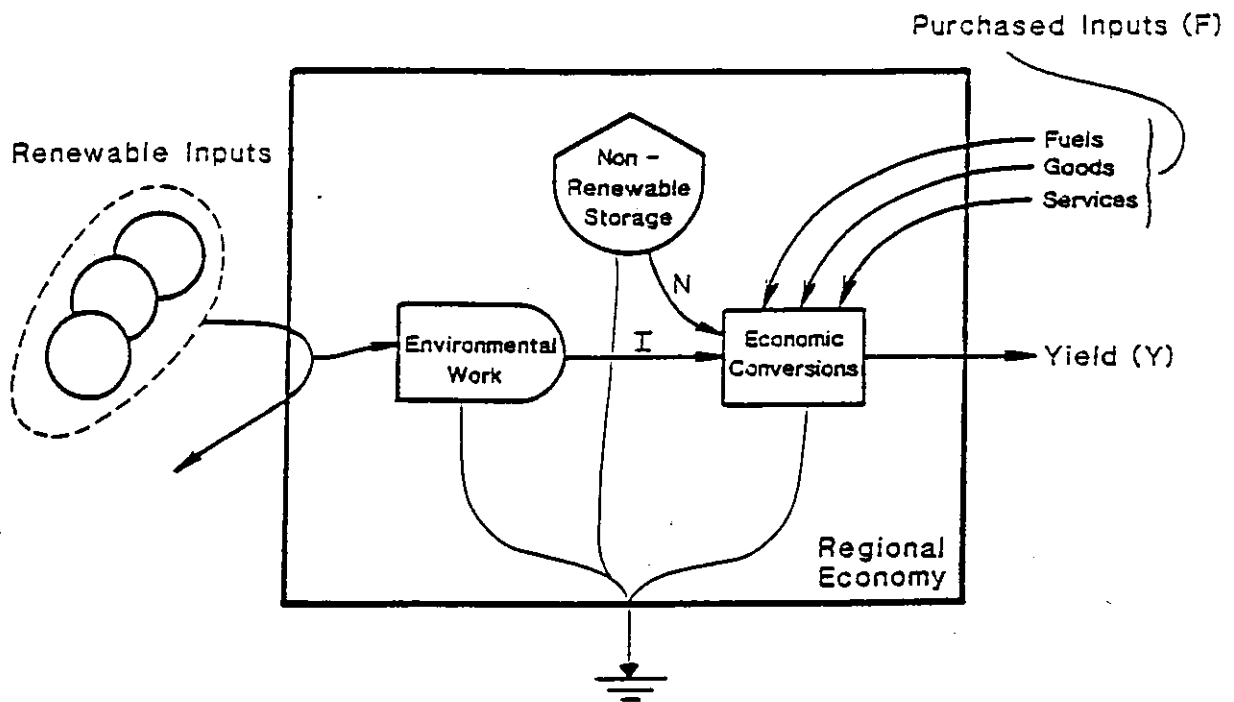 Purchased Inputs (F)
Renewable Inputs
Non -
Renewable
Storage
Fuels
Goods
Services
N
Environmental
Work
I
Economic
Conversions
Yield (Y)
Regional
Economy